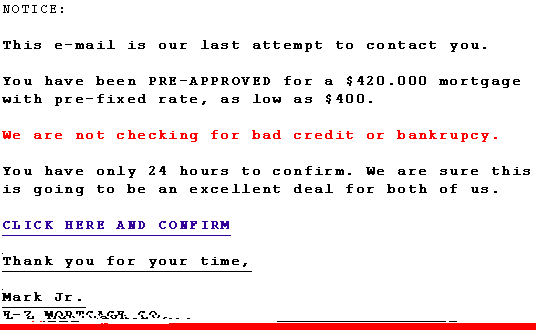 NOTICE:
This e-mail is our last attempt to contact you.
You have been PRE-APPROVED for a $420.000 mortgage
with pre-fixed rate, as low as $400.
We are not checking for bad credit or bankrupcy.
You have only 24 hours to confirm. We are sure this
is going to be an excellent deal for both of us.
CLICK HERE AND CONFIRM
Thank you for your time,
Mark Jr.
E-Z MORTGAGE CO.